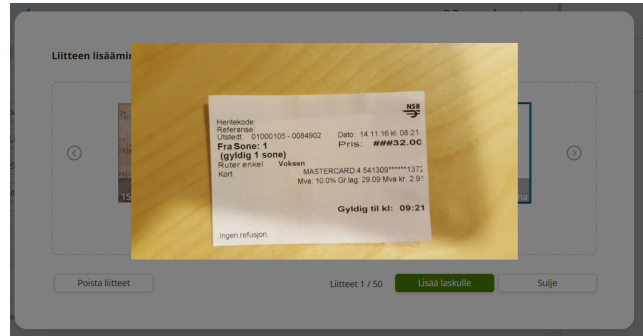 Liitteen lisäämin
NSB
Hentekode:
Referanse:
Utstedt: 01000105 - 0084902 Dato: 14.11.16 kl. 08:21
Fra Sone: 1 Pris: ###32.00
(gyldig 1 sone)
Ruter enkel Voksen
Kort MASTERCARD:4 541309******1372
Mva: 10.0% Gr.lag: 29.09 Mva kr. 2.91
Gyldig til kl: 09:21
Ingen refusjon.
Poista liitteet
Liitteet 1 / 50
Lisää laskulle
Sulje